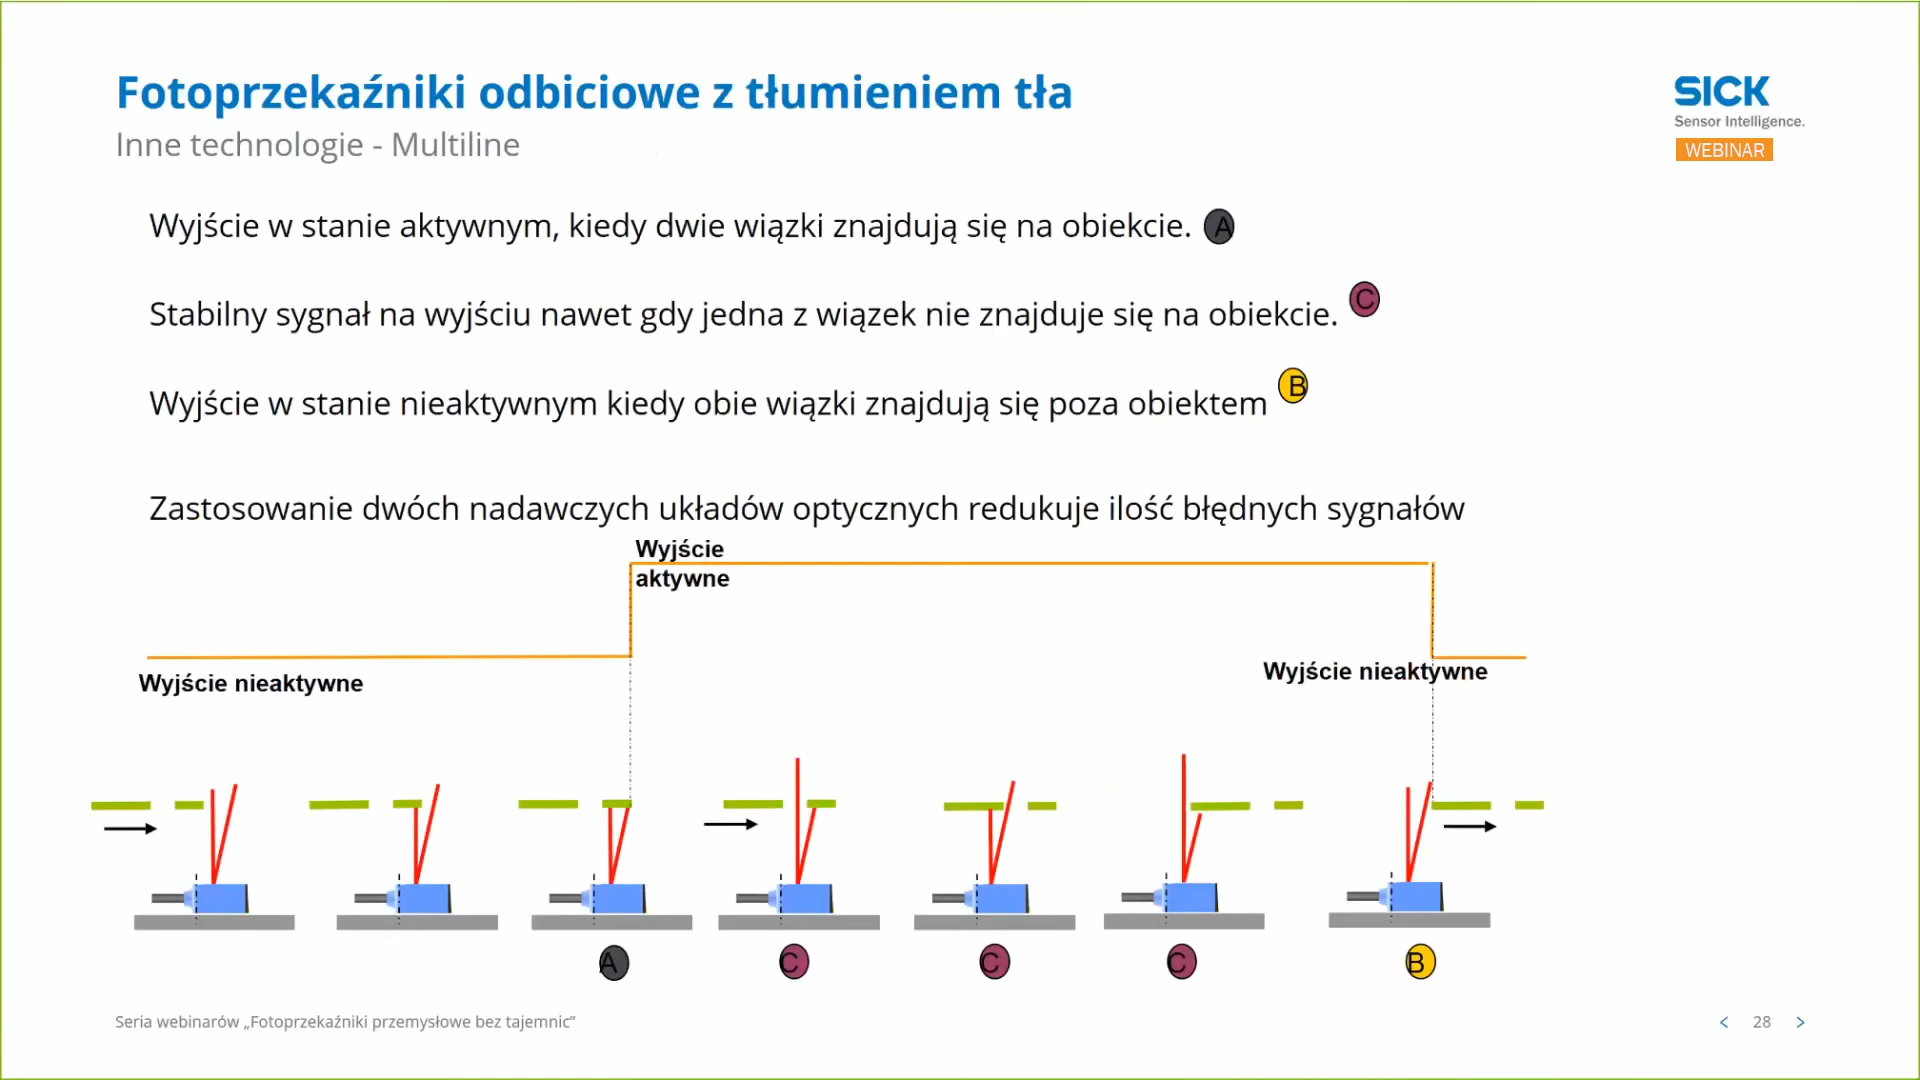 Fotoprzekaźniki odbiciowe z tłumieniem tła
Inne technologie - Multiline
SICK
Sensor Intelligence.
WEBINAR
Wyjście w stanie aktywnym, kiedy dwie wiązki znajdują się na obiekcie. A
Stabilny sygnał na wyjściu nawet gdy jedna z wiązek nie znajduje się na obiekcie. C
Wyjście w stanie nieaktywnym kiedy obie wiązki znajdują się poza obiektem B
Zastosowanie dwóch nadawczych układów optycznych redukuje ilość błędnych sygnałów
Wyjście
aktywne
Wyjście nieaktywne
Wyjście nieaktywne
A C C C B
Seria webinarów „Fotoprzekaźniki przemysłowe bez tajemnic”
< 28 >